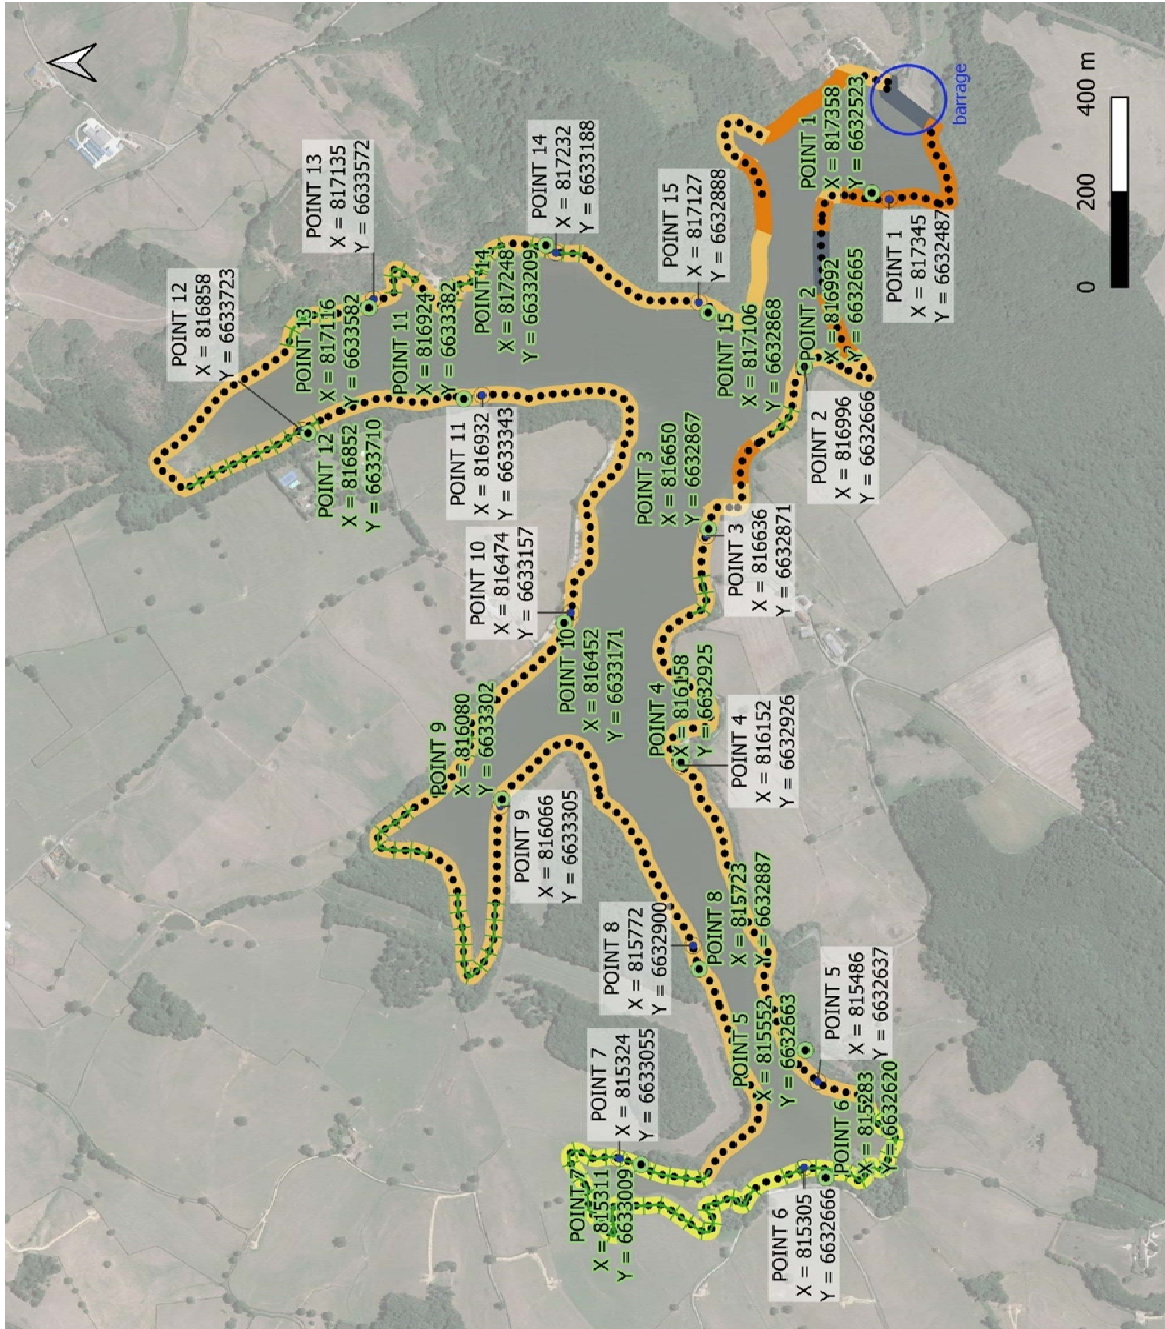 POINT 12
X = 816858
Y = 6633723
POINT 13
X = 817135
Y = 6633572
POINT 14
X = 817232
Y = 6633188
POINT 13
X = 817116
Y = 6633582
POINT 11
X = 816924
Y = 663338
POINT 14
X = 817248
Y = 6633209
POINT 12
X = 816852
Y = 6633710
POINT 11
X = 816932
Y = 6633343
POINT 10
X = 816474
Y = 6633157
POINT 10
X = 816452
Y = 6633171
POINT 9
X = 816080
Y = 6633302
POINT 9
X = 816066
Y = 6633305
POINT 15
X = 817127
Y = 6632888
POINT 15
X = 817106
Y = 6632868
POINT 1
X = 817358
Y = 6632523
POINT 1
X = 817345
Y = 6632487
barrage
POINT 2
X = 816992
Y = 6632665
POINT 2
X = 816996
Y = 6632666
POINT 3
X = 816650
Y = 6632867
POINT 3
X = 816636
Y = 6632871
POINT 4
X = 816158
Y = 6632925
POINT 4
X = 816152
Y = 6632926
POINT 8
X = 815772
Y = 6632900
POINT 8
X = 815723
Y = 6632887
POINT 7
X = 815324
Y = 6633055
POINT 7
X = 815311
Y = 6633009
POINT 5
X = 815552
Y = 6632663
POINT 5
X = 815486
Y = 6632637
POINT 6
X = 815283
Y = 6632620
POINT 6
X = 815305
Y = 6632666
0 200 400 m